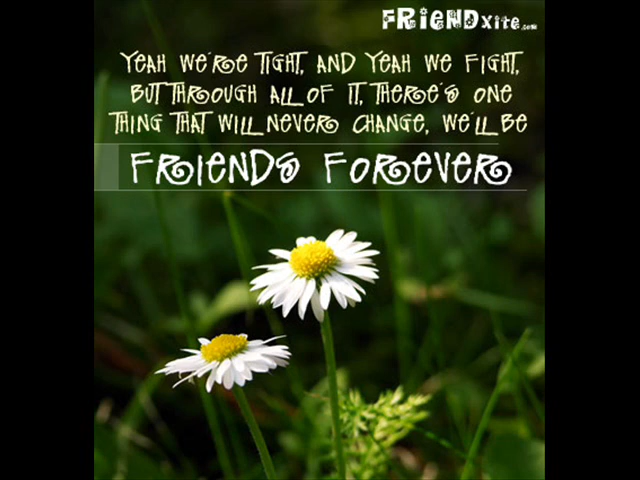 FRiENDXite.com
YEAH WE'RE TIGHT, AND YEAH WE FIGHT,
BUT THROUGH ALL OF IT, THERE'S ONE
THING THAT WILL NEVER CHANGE, WE'LL BE
FRIENDS FOREVER